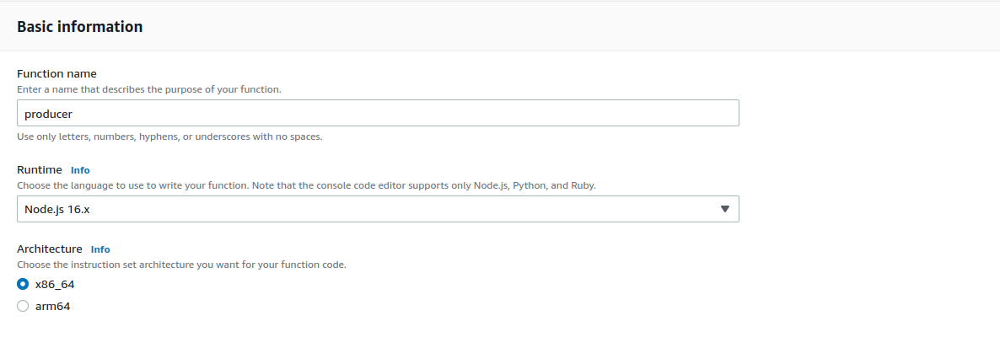 Basic information
Function name
Enter a name that describes the purpose of your function.
producer
Use only letters, numbers, hyphens, or underscores with no spaces.
Runtime Info
Choose the language to use to write your function. Note that the console code editor supports only Node.js, Python, and Ruby.
Node.js 16.x
Architecture Info
Choose the instruction set architecture you want for your function code.
x86_64
arm64